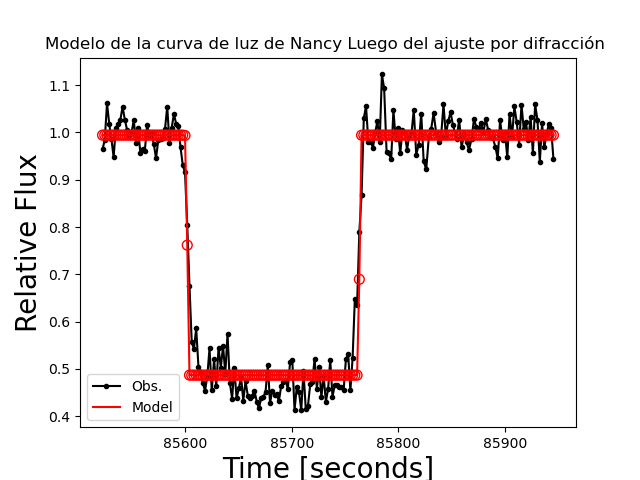 Modelo de la curva de luz de Nancy Luego del ajuste por difracción
Relative Flux
1.1
1.0
0.9
0.8
0.7
0.6
0.5
0.4
Obs.
Model
85600 85700 85800 85900
Time [seconds]